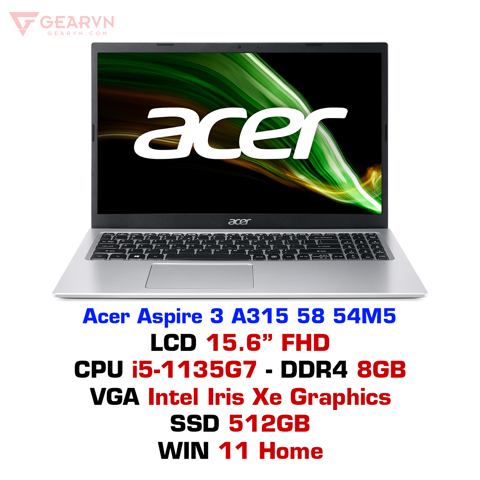 GEARVN
GEARVN.COM
acer
acer
Acer Aspire 3 A315 58 54M5
LCD 15.6” FHD
CPU i5-1135G7 - DDR4 8GB
VGA Intel Iris Xe Graphics
SSD 512GB
WIN 11 Home